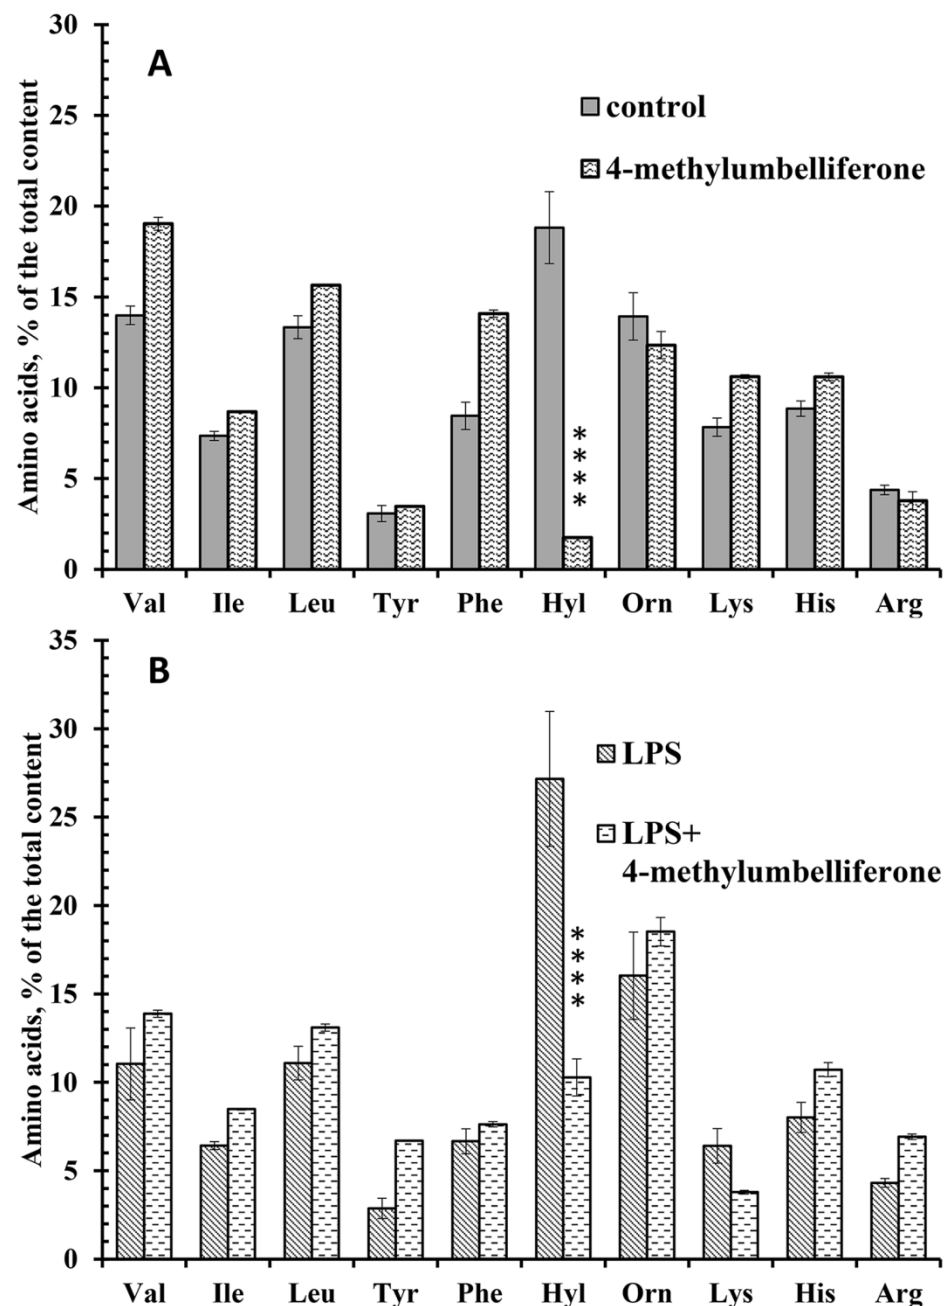 A
Amino acids, % of the total content
30
25
20
15
10
5
0
control
4-methylumbelliferone
****
Val Ile Leu Tyr Phe Hyl Orn Lys His Arg
B
Amino acids, % of the total content
35
30
25
20
15
10
5
0
LPS
LPS+
4-methylumbelliferone
****
Val Ile Leu Tyr Phe Hyl Orn Lys His Arg